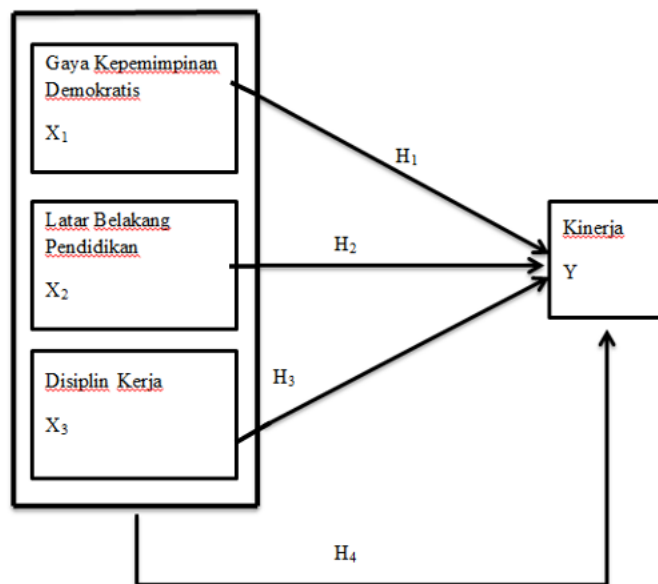 Gaya Kepemimpinan
Demokratis
X₁
H₁
Latar Belakang
Pendidikan
X₂
H₂
Kinerja
Y
Disiplin Kerja
X₃
H₃
H₄